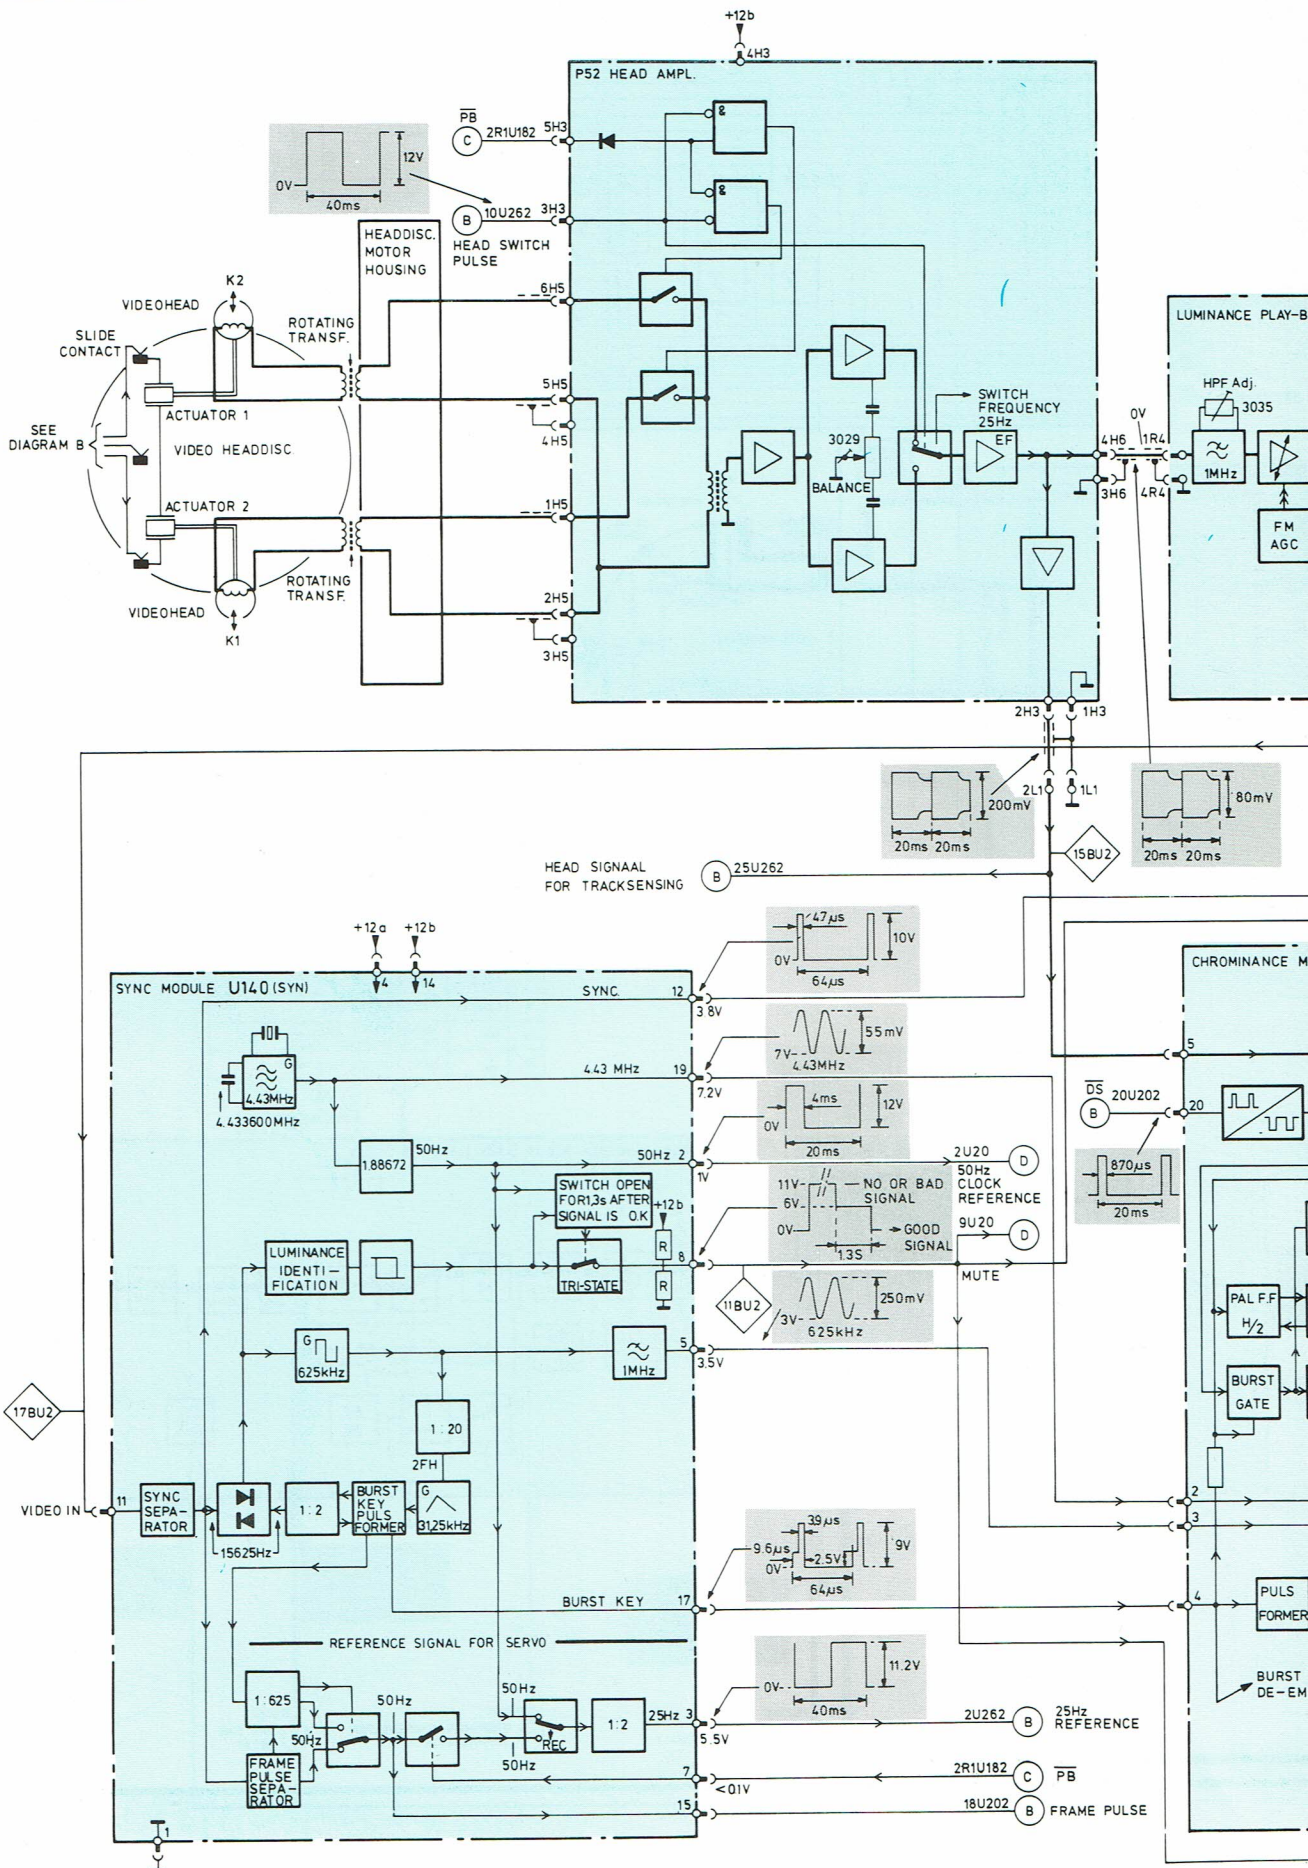 +12b
4H3
P52 HEAD AMPL.
PB
C
2R1U182
5H3
&
12V
0V
40ms
&
B
10U262
3H3
HEAD SWITCH
PULSE
HEADDISC.
MOTOR
HOUSING
K2
VIDEOHEAD
6H5
ROTATING
TRANSF.
SLIDE
CONTACT
LUMINANCE PLAY-B
5H5
4H5
ACTUATOR 1
SEE
DIAGRAM B
VIDEO HEADDISC
ACTUATOR 2
SWITCH
FREQUENCY
25Hz
EF
3029
BALANCE
HPF Adj.
3035
0V
4H6
1R4
1MHz
3H6
4R4
FM
AGC
1H5
ROTATING
TRANSF.
VIDEOHEAD
K1
2H5
3H5
2H3
1H3
200mV
2L1
1L1
20ms 20ms
80mV
20ms 20ms
15BU2
HEAD SIGNAAL
FOR TRACKSENSING
B
25U262
+12a
+12b
4
14
SYNC MODULE U140 (SYN)
SYNC.
12
3.8V
4.7µs
10V
0V
64µs
CHROMINANCE M
G
4.43MHz
4.433600MHz
4.43 MHz
19
7.2V
55mV
7V
4.43MHz
5
DS
B
20U202
20
870µs
20ms
1.88672
50Hz
50Hz
2
1V
4ms
12V
0V
20ms
2U20
D
50Hz
CLOCK
REFERENCE
SWITCH OPEN
FOR1,3s AFTER
SIGNAL IS O.K
+12b
R
R
11V
6V
0V
NO OR BAD
SIGNAL
GOOD
SIGNAL
1.3S
9U20
D
MUTE
LUMINANCE
IDENTI-
FICATION
TRI-STATE
8
11BU2
250mV
3V
625kHz
G
625kHz
1MHz
5
3.5V
PAL F.F
H/2
BURST
GATE
17BU2
1:20
2FH
VIDEO IN
11
SYNC
SEPA-
RATOR
15625Hz
1:2
BURST
KEY
PULS
FORMER
G
31,25kHz
2
3
39µs
9.6µs
0V
2.5V
9V
64µs
BURST KEY
17
4
PULS
FORMER
BURST
DE-EM
REFERENCE SIGNAL FOR SERVO
1:625
50Hz
50Hz
FRAME
PULSE
SEPA-
RATOR
50Hz
50Hz
REC
1:2
25Hz
3
5.5V
11.2V
0V
40ms
2U262
B
25Hz
REFERENCE
7
<0.1V
2R1U182
C
PB
15
18U202
B
FRAME PULSE
1